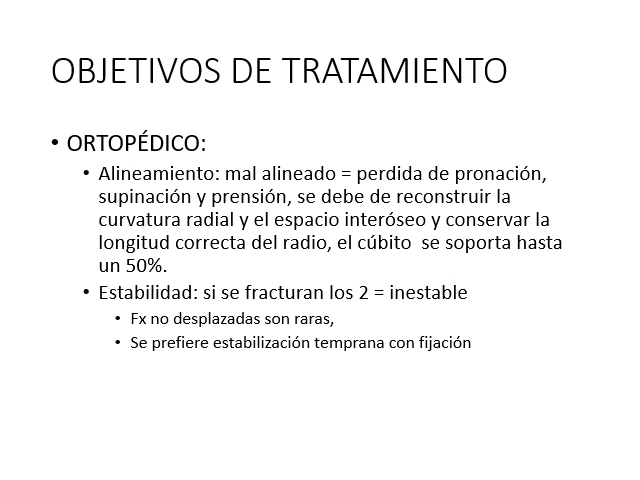 OBJETIVOS DE TRATAMIENTO
• ORTOPÉDICO:
• Alineamiento: mal alineado = perdida de pronación,
supinación y prensión, se debe de reconstruir la
curvatura radial y el espacio interóseo y conservar la
longitud correcta del radio, el cúbito se soporta hasta
un 50%.
• Estabilidad: si se fracturan los 2 = inestable
• Fx no desplazadas son raras,
• Se prefiere estabilización temprana con fijación